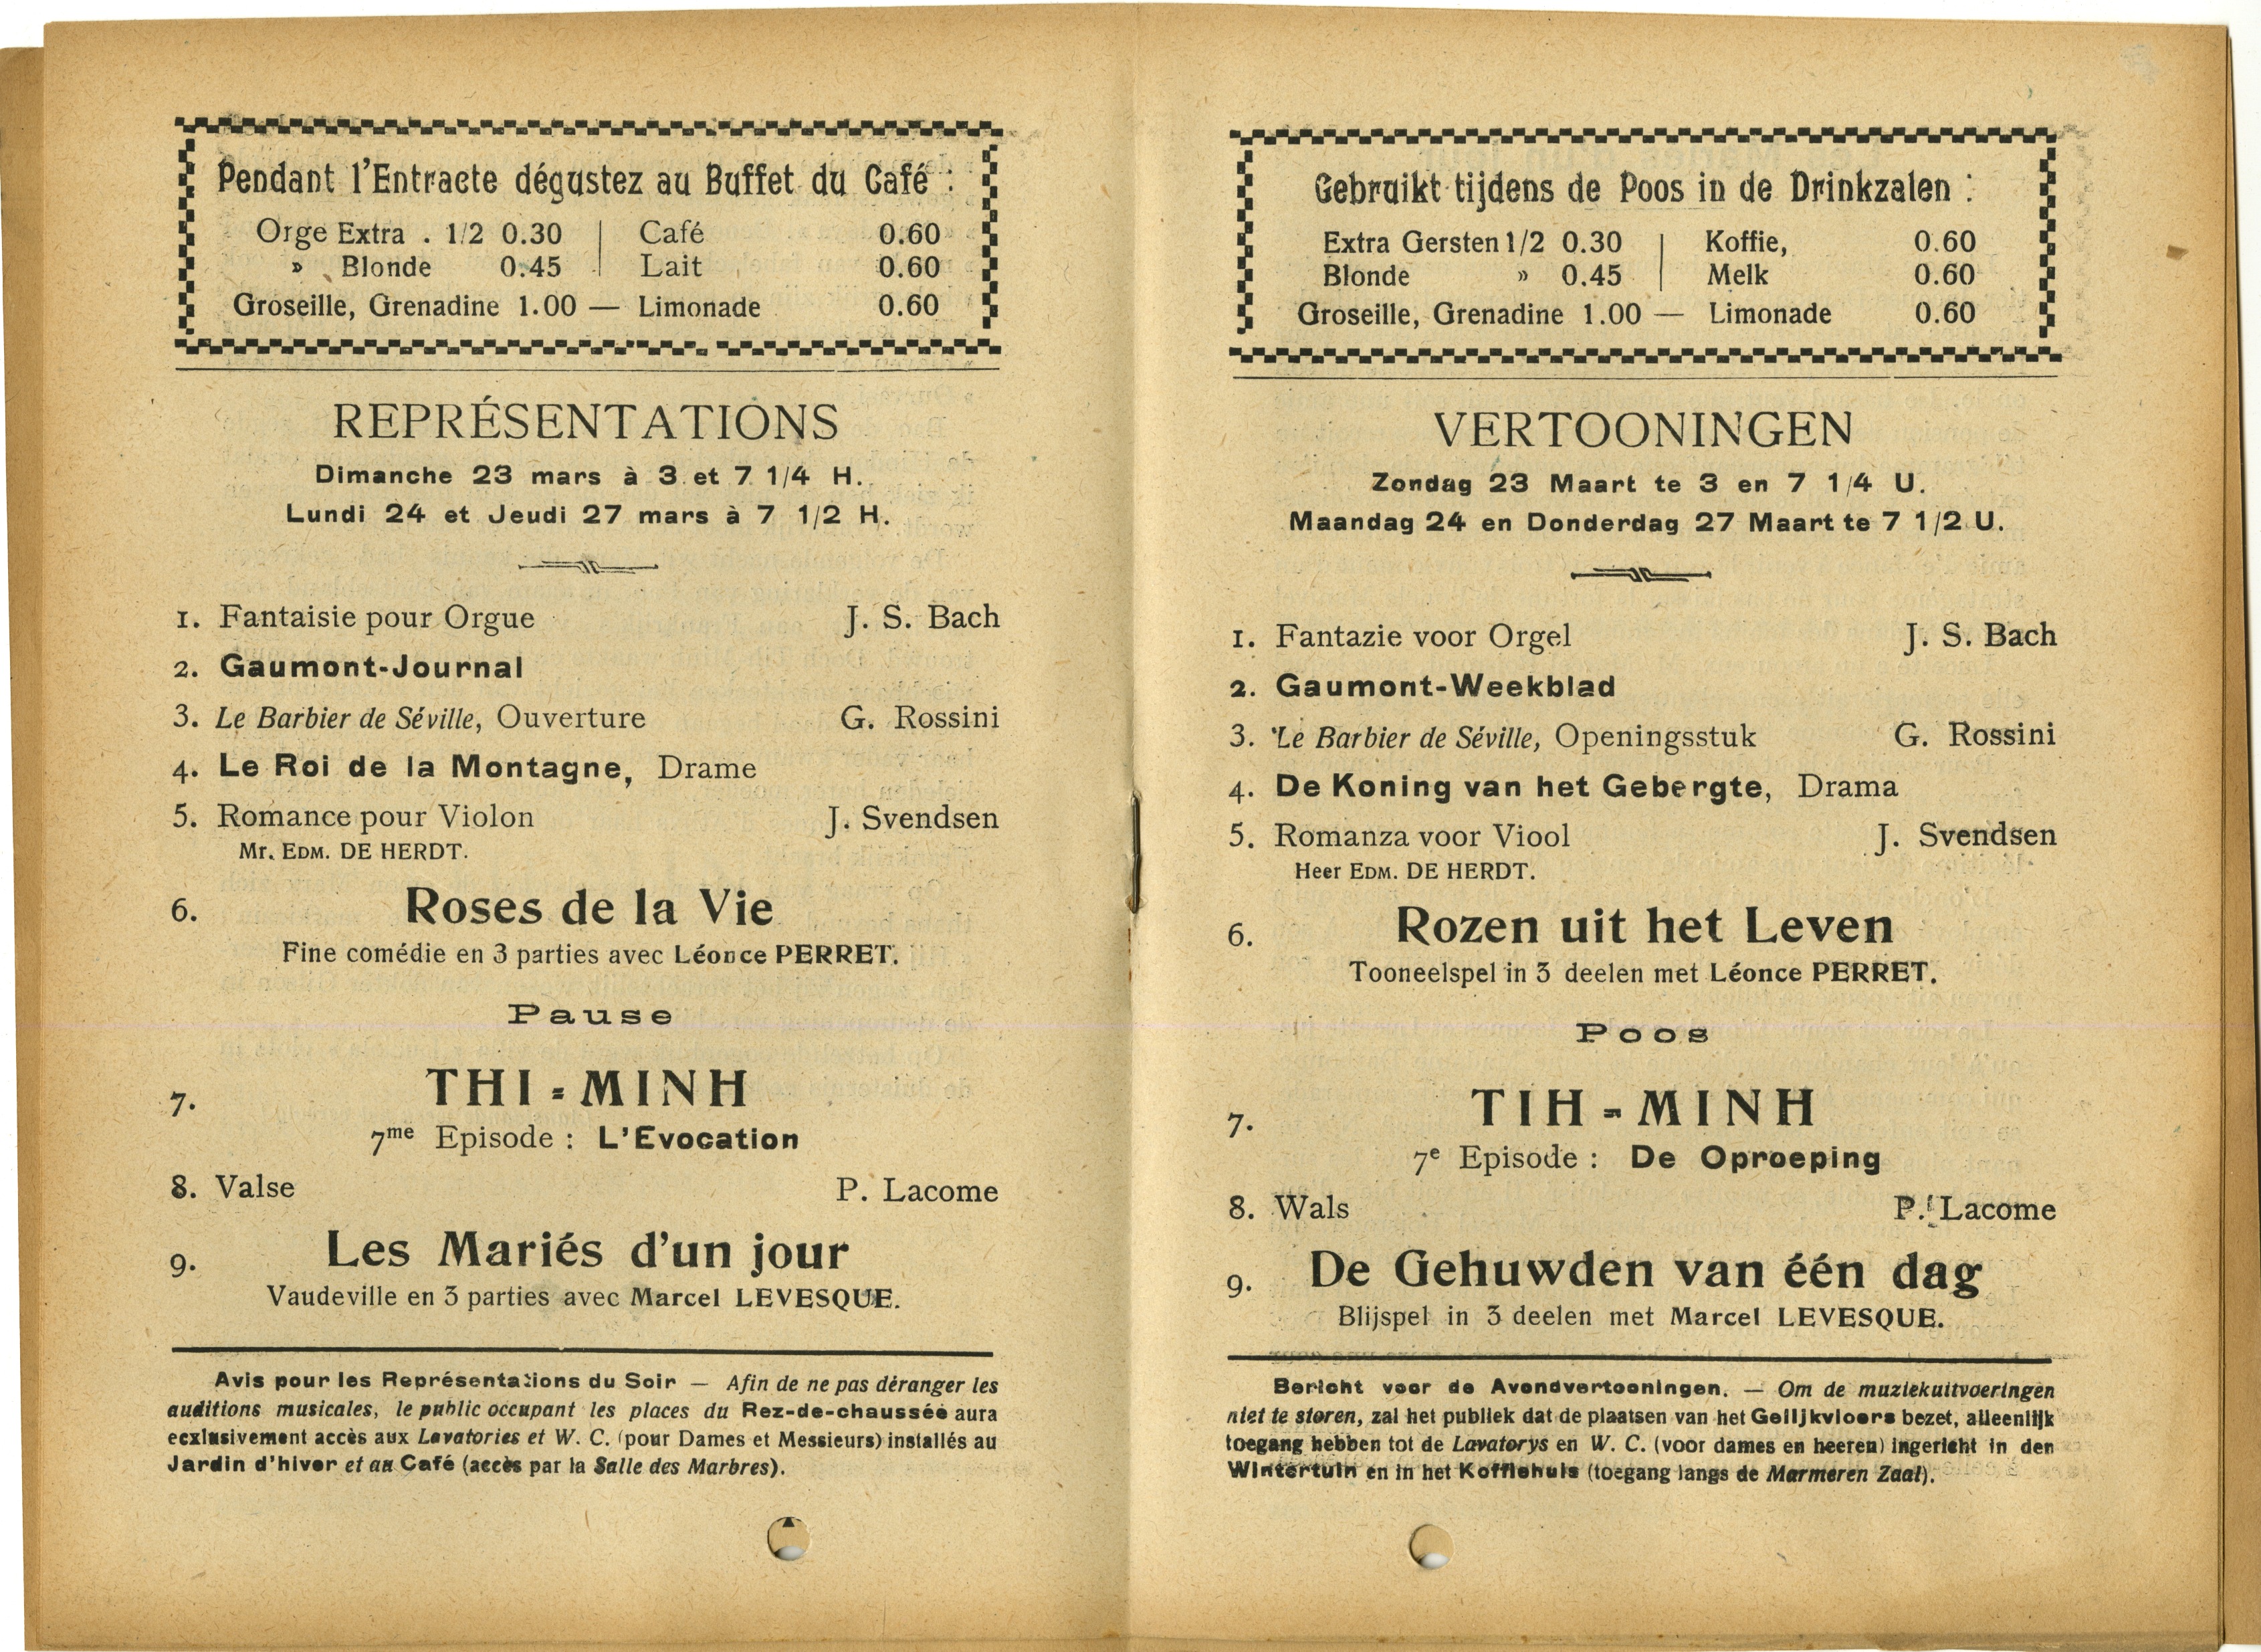 Pendant l'Entracte dégustez au Buffet du Café :
Orge Extra . 1/2 0.30 Café 0.60
» Blonde 0.45 Lait 0.60
Groseille, Grenadine 1.00 — Limonade 0.60
REPRÉSENTATIONS
Dimanche 23 mars à 3 et 7 1/4 H.
Lundi 24 et Jeudi 27 mars à 7 1/2 H.
1. Fantaisie pour Orgue J. S. Bach
2. Gaumont-Journal
3. Le Barbier de Séville, Ouverture G. Rossini
4. Le Roi de la Montagne, Drame
5. Romance pour Violon J. Svendsen
Mr. EDM. DE HERDT.
6. Roses de la Vie
Fine comédie en 3 parties avec Léonce PERRET.
Pause
7. THI-MINH
7me Episode : L'Evocation
8. Valse P. Lacome
9. Les Mariés d'un jour
Vaudeville en 3 parties avec Marcel LEVESQUE.
Avis pour les Représentations du Soir — Afin de ne pas déranger les
auditions musicales, le public occupant les places du Rez-de-chaussée aura
ecxlusivement accès aux Lavatories et W. C. (pour Dames et Messieurs) installés au
Jardin d'hiver et au Café (accès par la Salle des Marbres).
Gebruikt tijdens de Poos in de Drinkzalen :
Extra Gersten 1/2 0.30 Koffie, 0.60
Blonde » 0.45 Melk 0.60
Groseille, Grenadine 1.00 — Limonade 0.60
VERTOONINGEN
Zondag 23 Maart te 3 en 7 1/4 U.
Maandag 24 en Donderdag 27 Maart te 7 1/2 U.
1. Fantazie voor Orgel J. S. Bach
2. Gaumont-Weekblad
3. Le Barbier de Séville, Openingsstuk G. Rossini
4. De Koning van het Gebergte, Drama
5. Romanza voor Viool J. Svendsen
Heer EDM. DE HERDT.
6. Rozen uit het Leven
Tooneelspel in 3 deelen met Léonce PERRET.
Poos
7. TIH-MINH
7e Episode : De Oproeping
8. Wals P. Lacome
9. De Gehuwden van één dag
Blijspel in 3 deelen met Marcel LEVESQUE.
Bericht voor de Avondvertooningen. — Om de muziekuitvoeringen
niet te storen, zal het publiek dat de plaatsen van het Gelijkvloers bezet, alleenlijk
toegang hebben tot de Lavatorys en W. C. (voor dames en heeren) ingericht in den
Wintertuin en in het Koffiehuis (toegang langs de Marmeren Zaal).